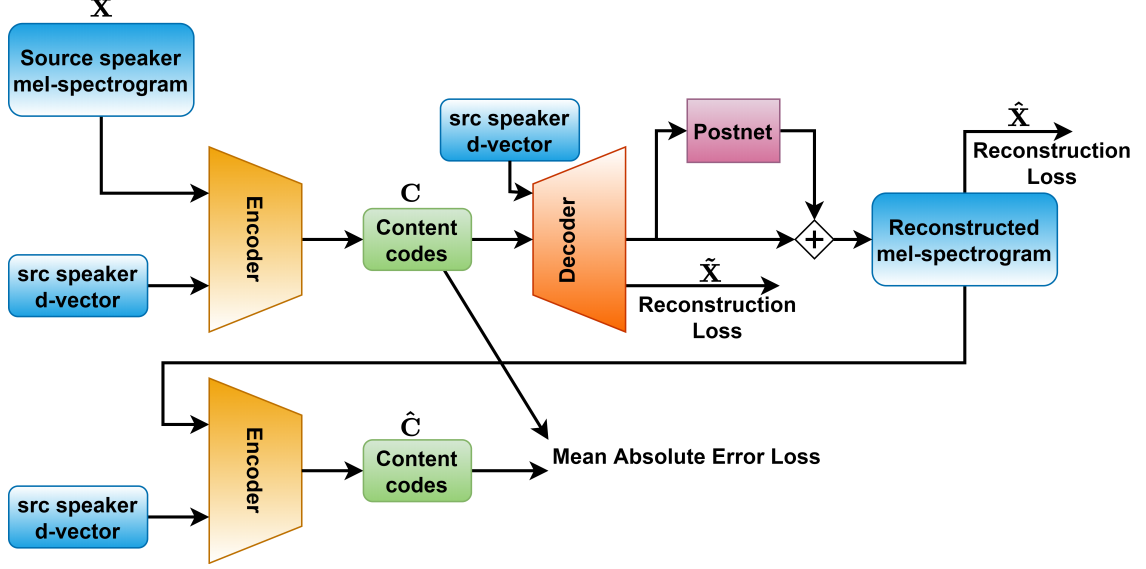 X
Source speaker
mel-spectrogram
src speaker
d-vector
Encoder
C
Content
codes
src speaker
d-vector
Decoder
Postnet
+
X̃
Reconstruction
Loss
X̂
Reconstruction
Loss
Reconstructed
mel-spectrogram
src speaker
d-vector
Encoder
Ĉ
Content
codes
Mean Absolute Error Loss